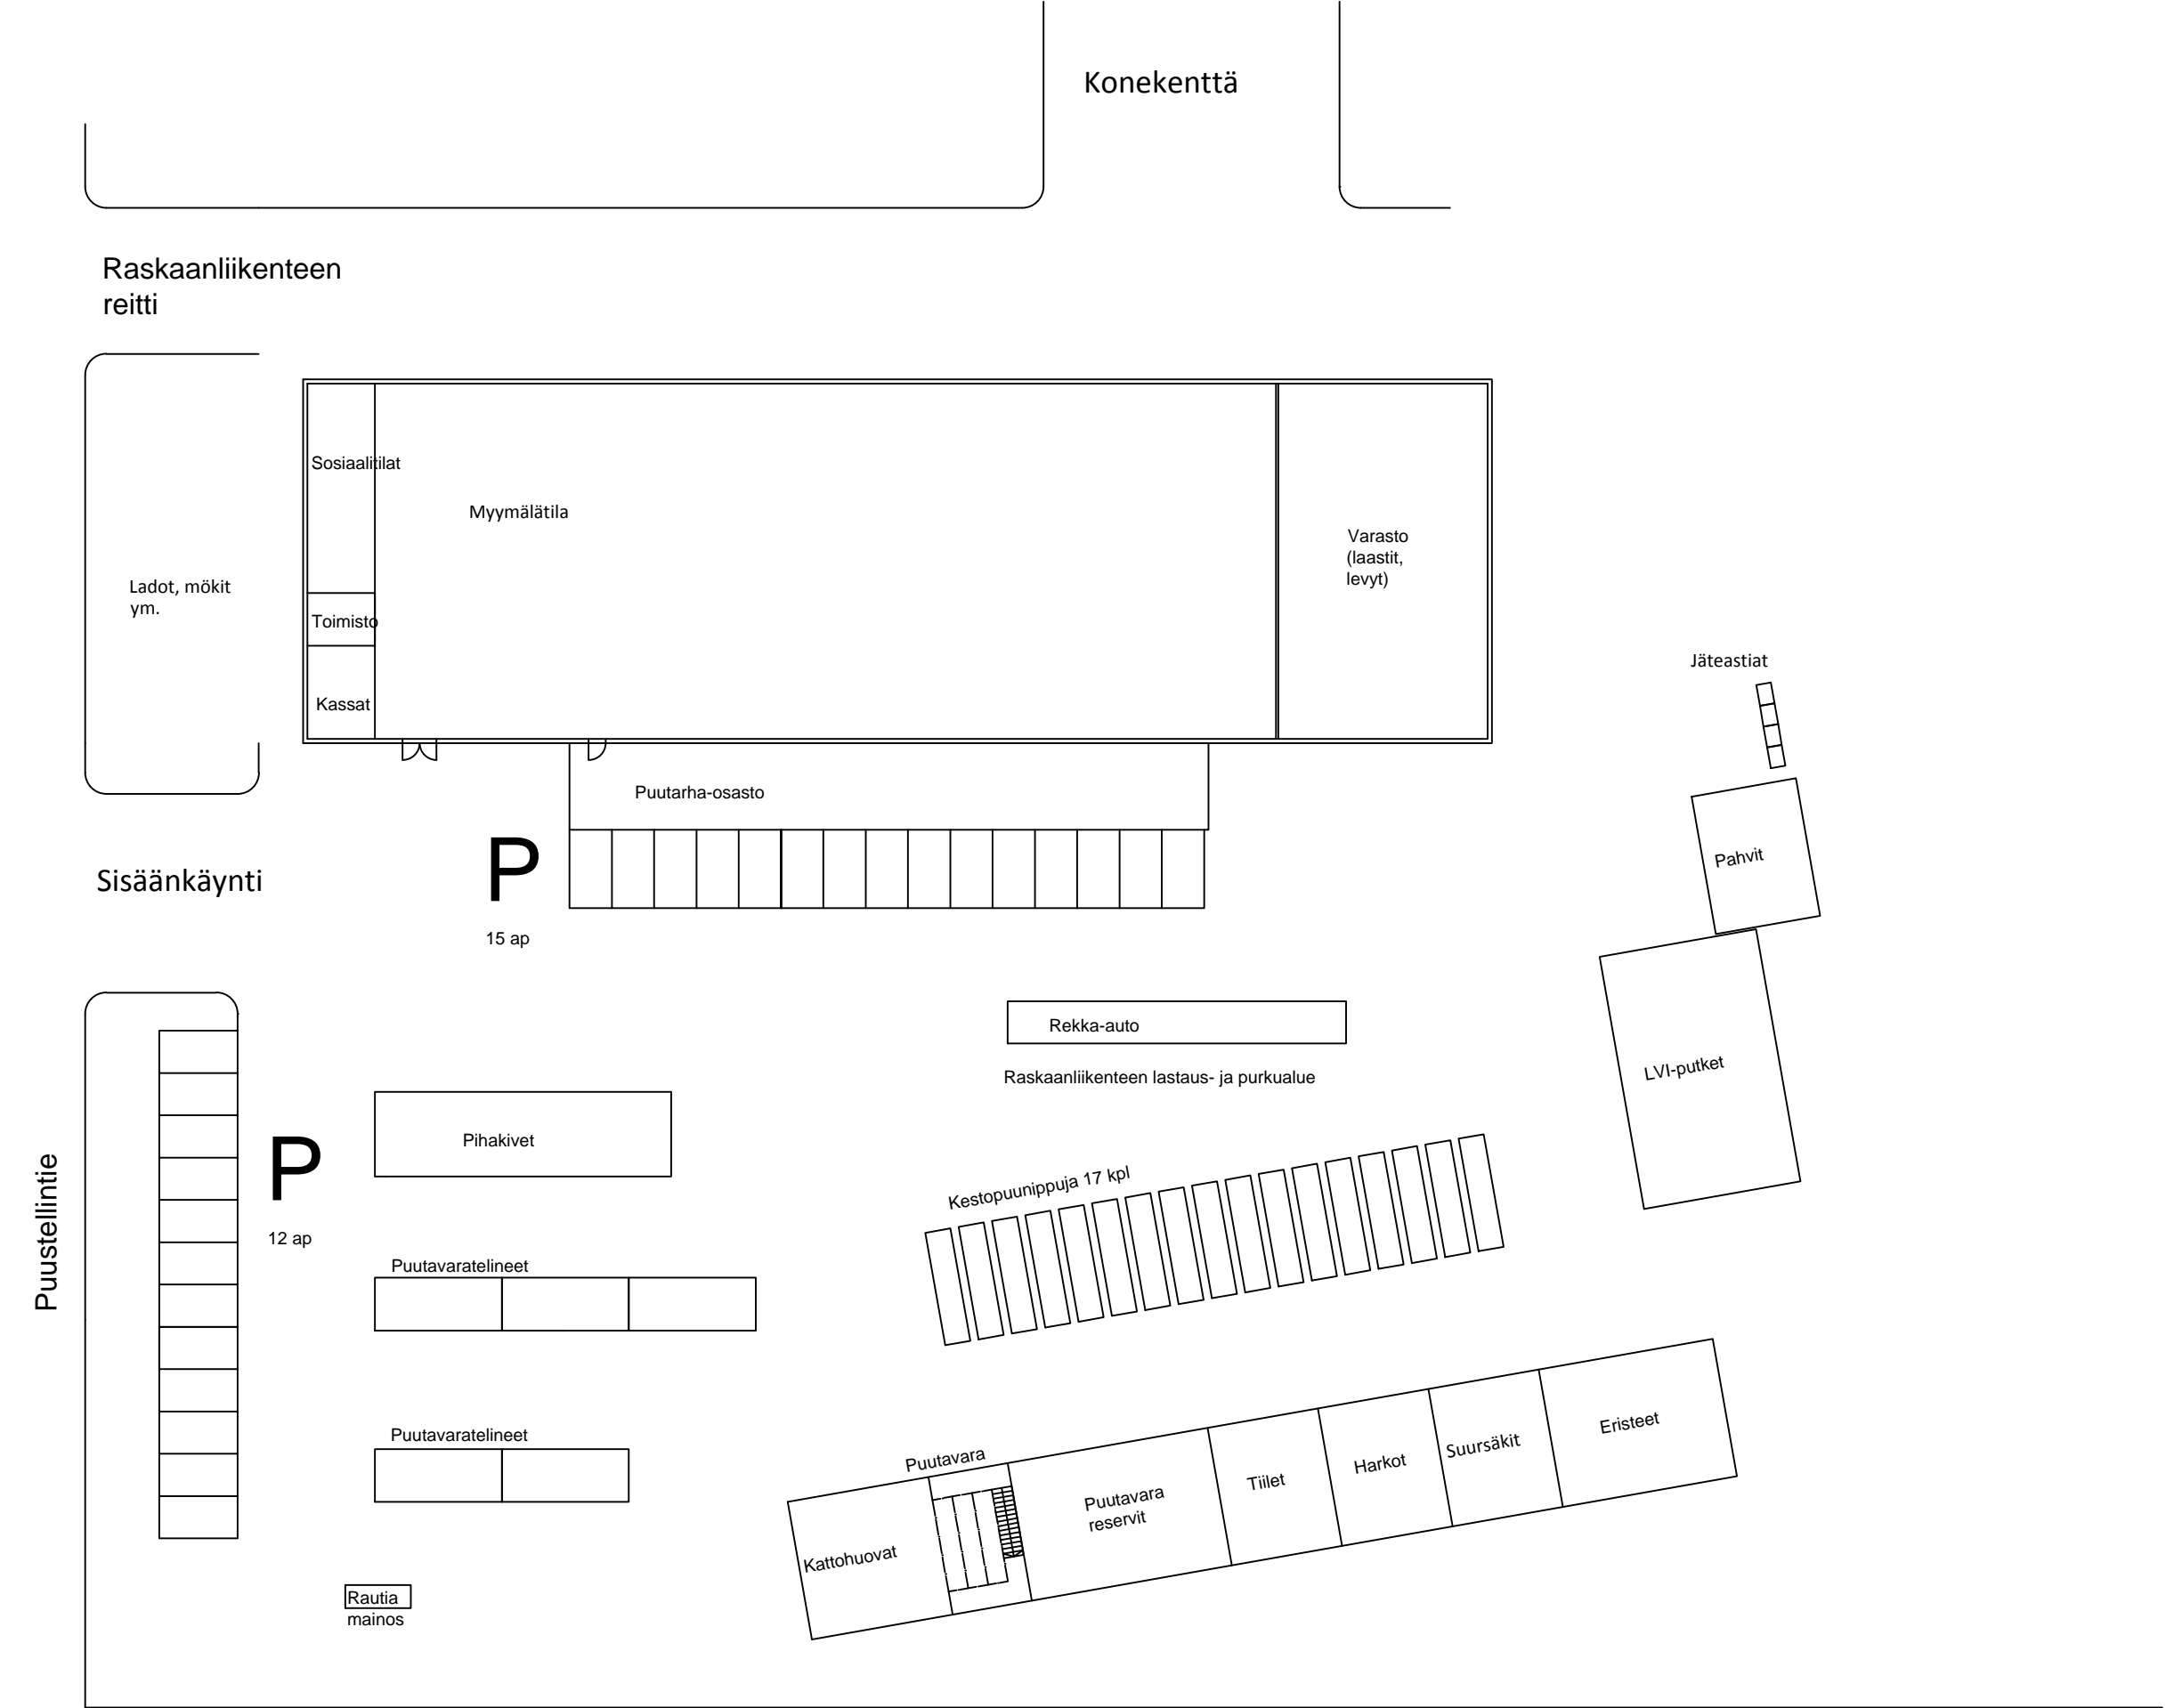 Konekenttä
Raskaanliikenteen
reitti
Sosiaalitilat
Myymälätila
Varasto
(laastit,
levyt)
Ladot, mökit
ym.
Toimisto
Kassat
Jäteastiat
Puutarha-osasto
P
15 ap
Sisäänkäynti
Pahvit
Rekka-auto
Raskaanliikenteen lastaus- ja purkualue
LVI-putket
Pihakivet
P
12 ap
Puustellintie
Kestopuunippuja 17 kpl
Puutavaratelineet
Puutavaratelineet
Puutavara
Kattohuovat
Puutavara
reservit
Tiilet
Harkot
Suursäkit
Eristeet
Rautia
mainos